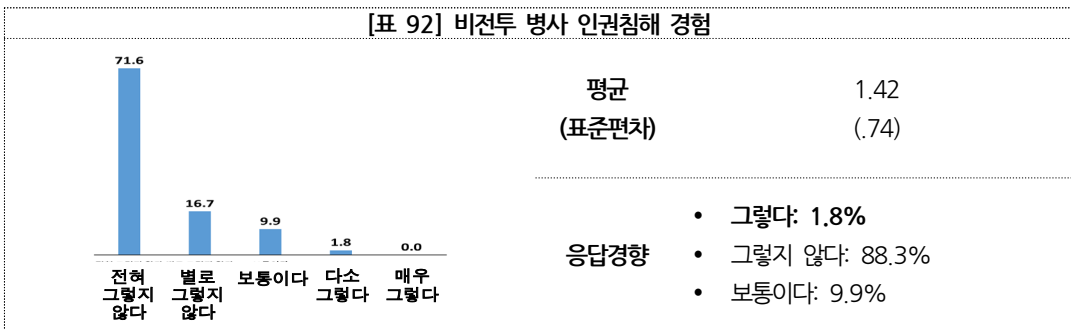 [표 92] 비전투 병사 인권침해 경험
71.6
16.7
9.9
1.8
0.0
전혀 그렇지 않다
별로 그렇지 않다
보통이다
다소 그렇다
매우 그렇다
평균 1.42
(표준편차) (.74)
응답경향
• 그렇다: 1.8%
• 그렇지 않다: 88.3%
• 보통이다: 9.9%